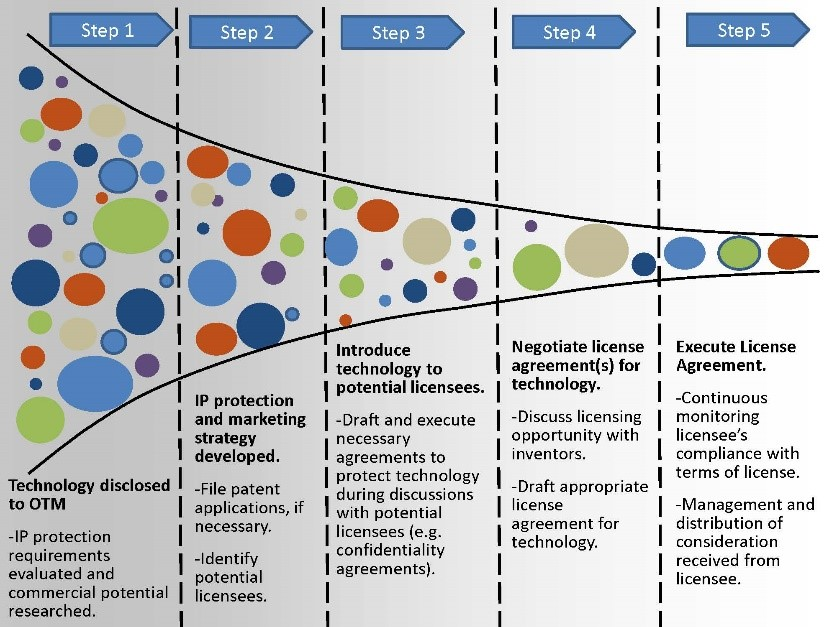 Step 1
Step 2
Step 3
Step 4
Step 5
Technology disclosed
to OTM
-IP protection
requirements
evaluated and
commercial potential
researched.
IP protection
and marketing
strategy
developed.
-File patent
applications, if
necessary.
-Identify
potential
licensees.
Introduce
technology to
potential licensees.
-Draft and execute
necessary
agreements to
protect technology
during discussions
with potential
licensees (e.g.
confidentiality
agreements).
Negotiate license
agreement(s) for
technology.
-Discuss licensing
opportunity with
inventors.
-Draft appropriate
license
agreement for
technology.
Execute License
Agreement.
-Continuous
monitoring
licensee's
compliance with
terms of license.
-Management and
distribution of
consideration
received from
licensee.